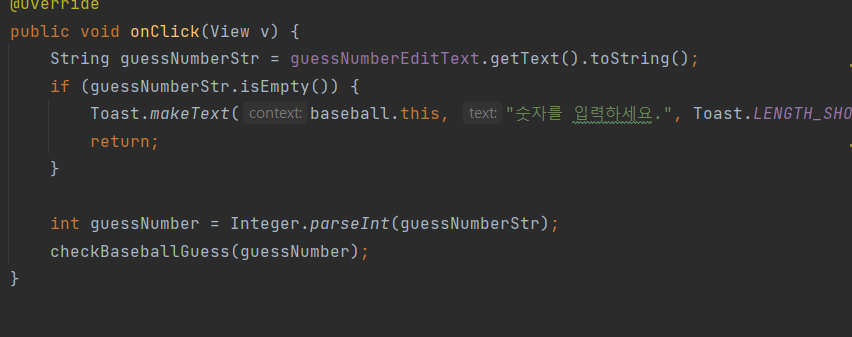 @Override
public void onClick(View v) {
String guessNumberStr = guessNumberEditText.getText().toString();
if (guessNumberStr.isEmpty()) {
Toast.makeText( context: baseball.this, text: "숫자를 입력하세요.", Toast.LENGTH_SHO
return;
}
int guessNumber = Integer.parseInt(guessNumberStr);
checkBaseballGuess(guessNumber);
}